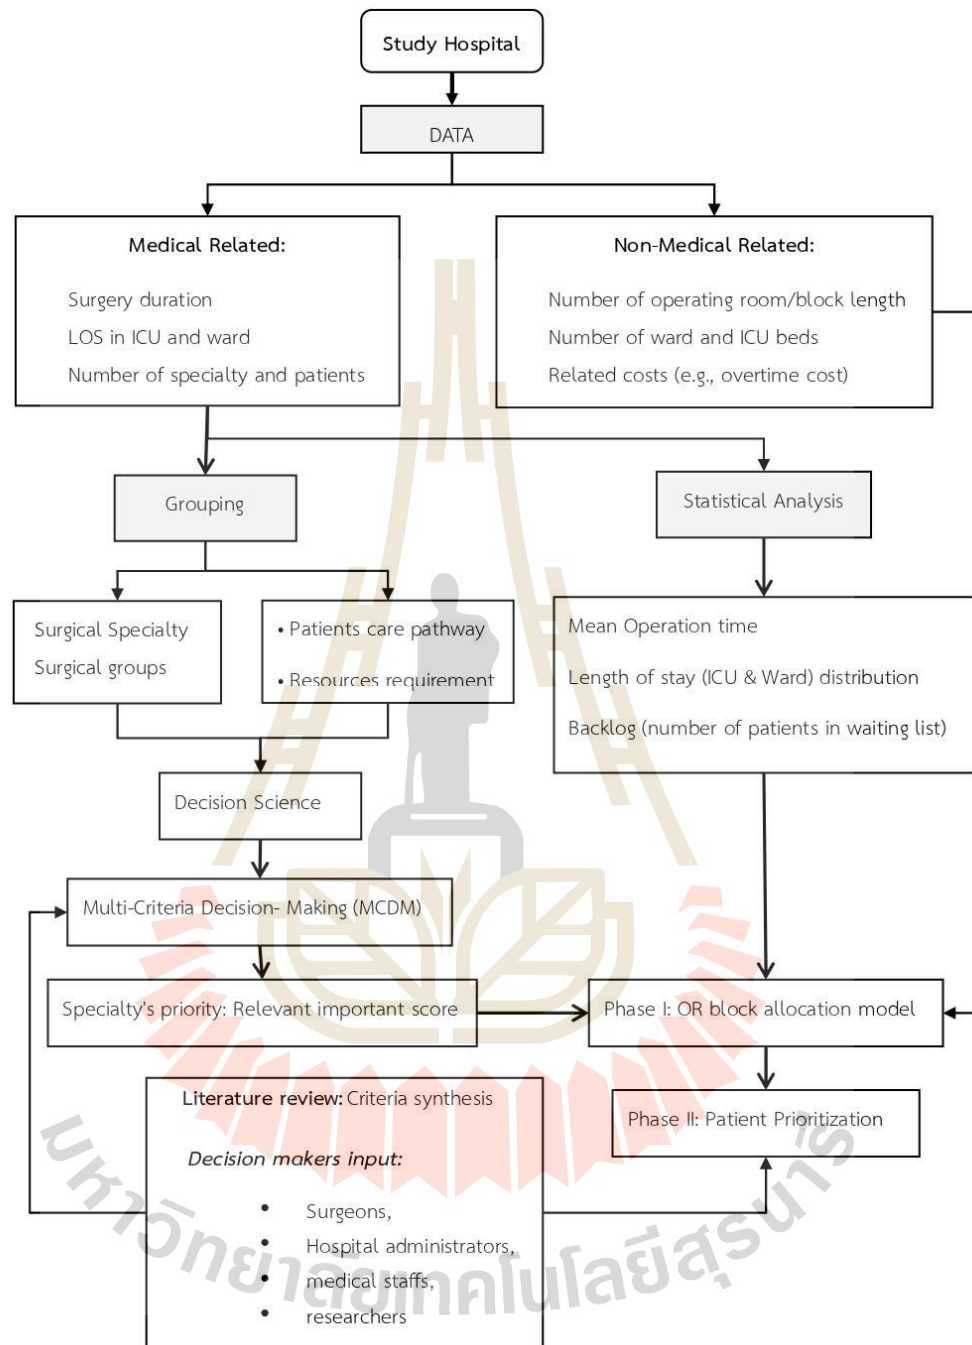 Study Hospital
DATA
Medical Related:
Surgery duration
LOS in ICU and ward
Number of specialty and patients
Non-Medical Related:
Number of operating room/block length
Number of ward and ICU beds
Related costs (e.g., overtime cost)
Grouping
Statistical Analysis
Surgical Specialty
Surgical groups
• Patients care pathway
• Resources requirement
Mean Operation time
Length of stay (ICU & Ward) distribution
Backlog (number of patients in waiting list)
Decision Science
Multi-Criteria Decision- Making (MCDM)
Specialty's priority: Relevant important score
Phase I: OR block allocation model
Phase II: Patient Prioritization
Literature review: Criteria synthesis
Decision makers input:
• Surgeons,
• Hospital administrators,
• medical staffs,
• researchers
มหาวิทยาลัยเทคโนโลยีสุรนารี